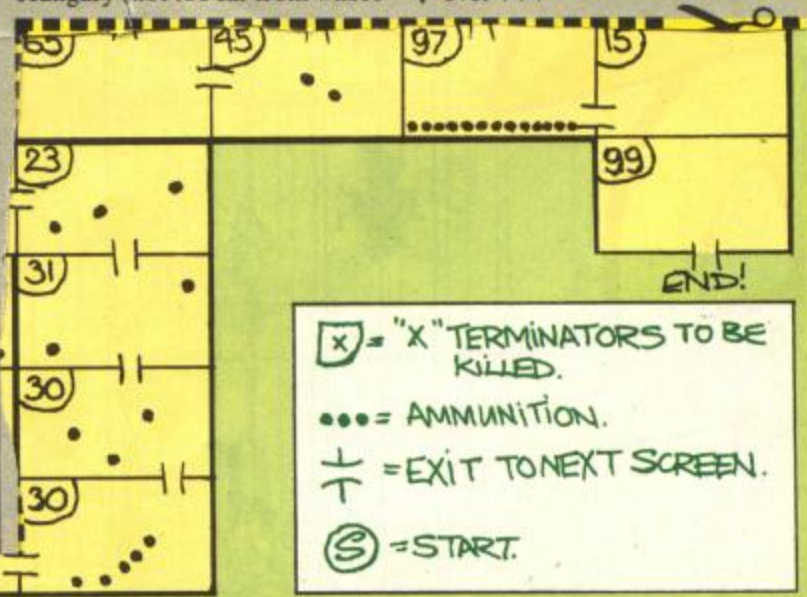 65 45 97 15
23 99
31 END!
30
30
X = "X" TERMINATORS TO BE
KILLED.
= AMMUNITION.
= EXIT TO NEXT SCREEN.
S = START.